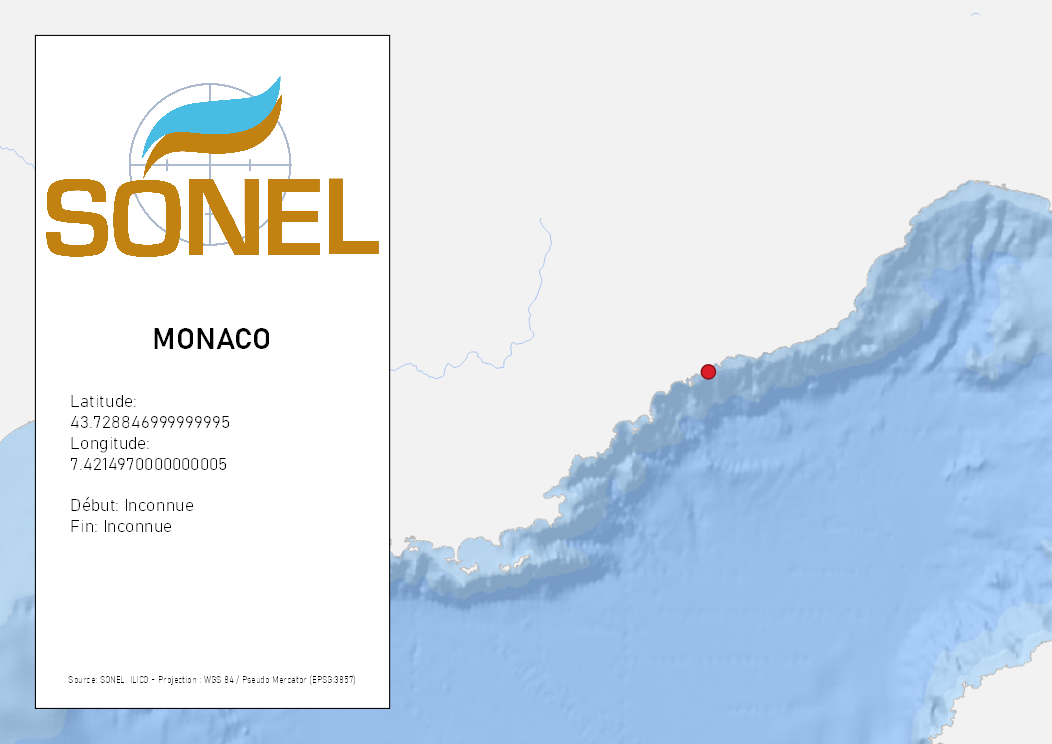 SONEL
MONACO
Latitude:
43.728846999999995
Longitude:
7.4214970000000005
Début: Inconnue
Fin: Inconnue
Source: SONEL, ILICO - Projection : WGS 84 / Pseudo Mercator (EPSG:3857)